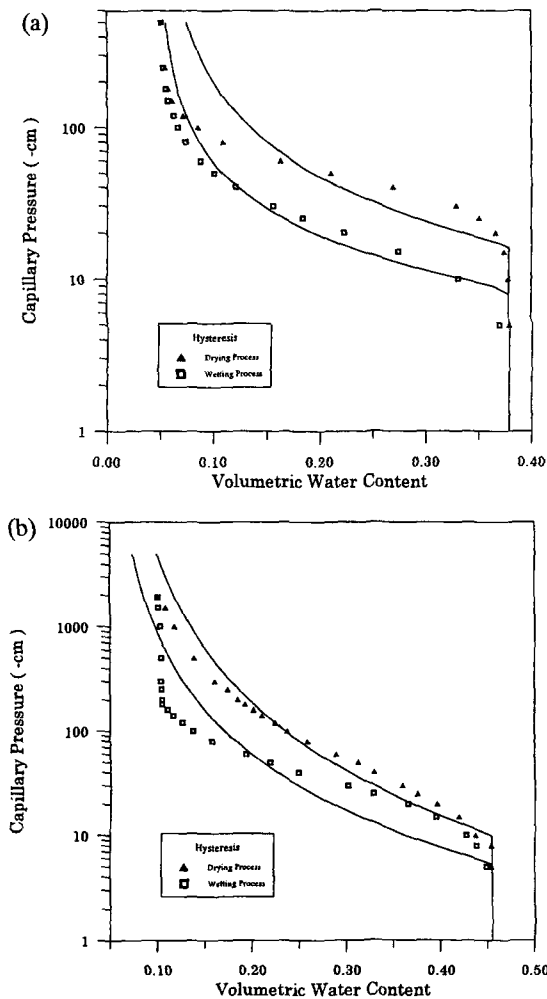 (a)
Capillary Pressure ( -cm )
100
10
1
Hysteresis
Drying Process
Wetting Process
0.00 0.10 0.20 0.30 0.40
Volumetric Water Content
(b)
Capillary Pressure ( -cm )
10000
1000
100
10
1
Hysteresis
Drying Process
Wetting Process
0.10 0.20 0.30 0.40 0.50
Volumetric Water Content